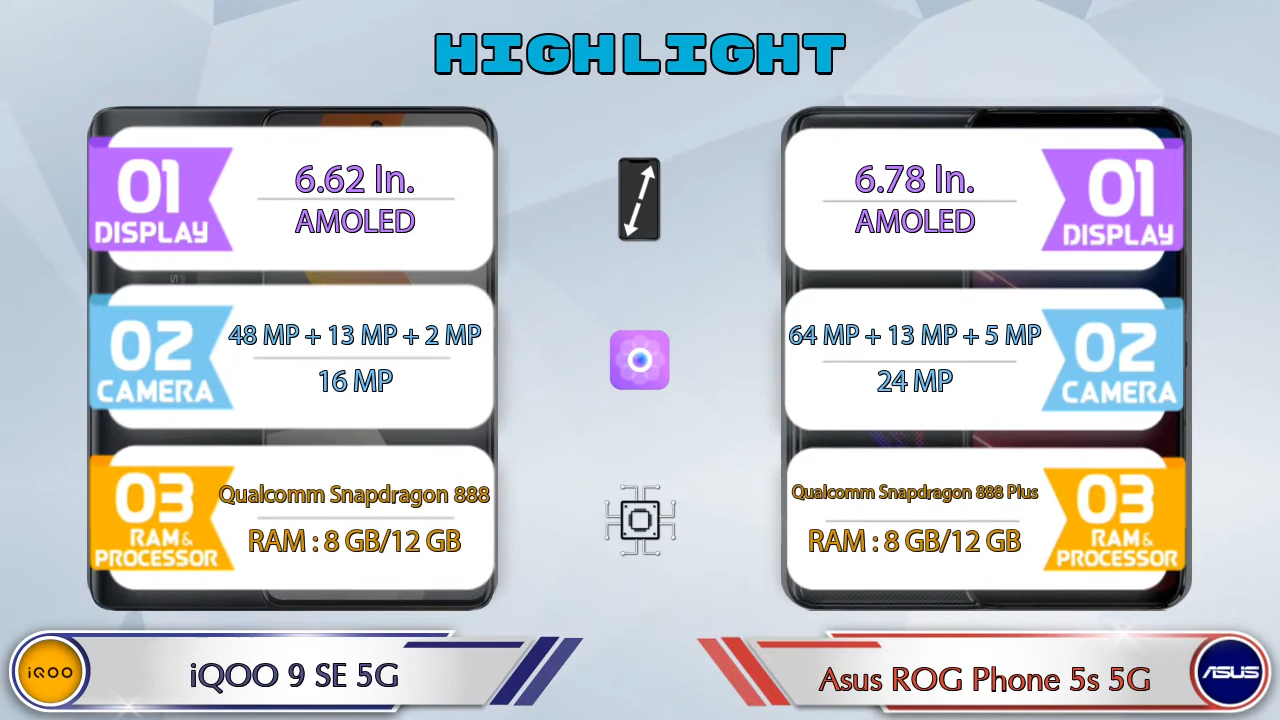 HIGHLIGHT
01
DISPLAY
6.62 In.
AMOLED
02
CAMERA
48 MP + 13 MP + 2 MP
16 MP
03
RAM &
PROCESSOR
Qualcomm Snapdragon 888
RAM : 8 GB/12 GB
6.78 In.
AMOLED
01
DISPLAY
64 MP + 13 MP + 5 MP
24 MP
02
CAMERA
Qualcomm Snapdragon 888 Plus
RAM : 8 GB/12 GB
03
RAM &
PROCESSOR
iQOO
iQOO 9 SE 5G
Asus ROG Phone 5s 5G
ASUS